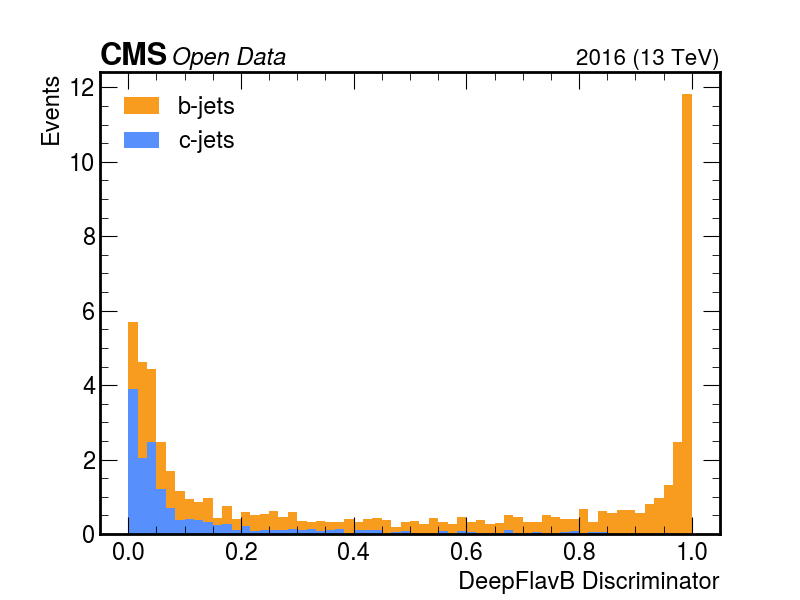 CMS Open Data 2016 (13 TeV)
Events
b-jets
c-jets
12
10
8
6
4
2
0
0.0 0.2 0.4 0.6 0.8 1.0
DeepFlavB Discriminator